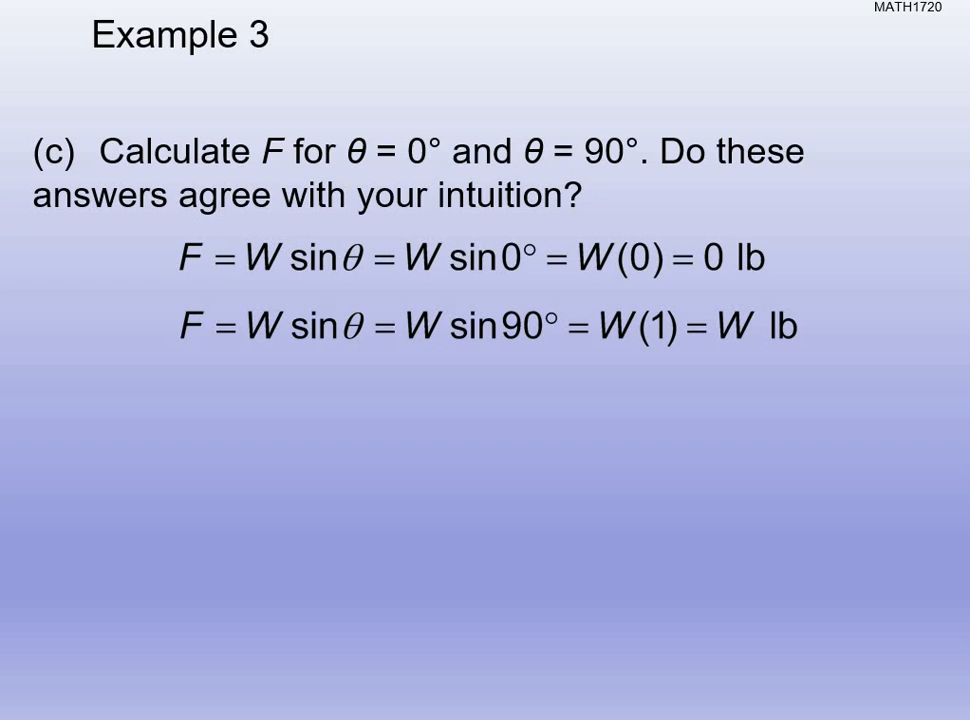 MATH1720
Example 3
(c) Calculate F for θ = 0° and θ = 90°. Do these
answers agree with your intuition?
F = W sinθ = W sin0° = W(0) = 0 lb
F = W sinθ = W sin90° = W(1) = W lb